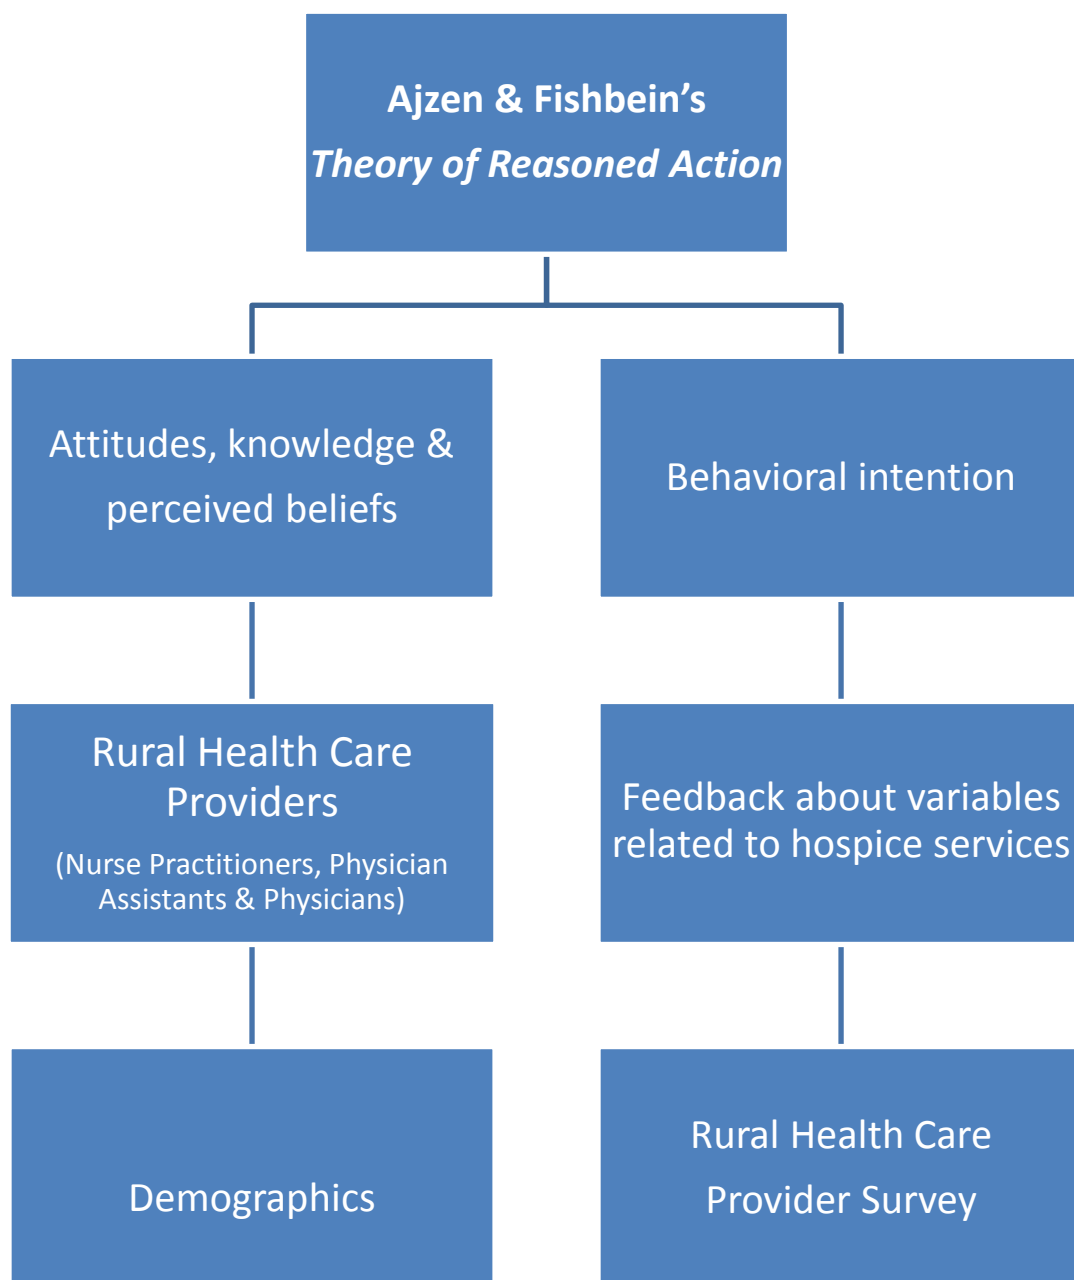 Ajzen & Fishbein’s
Theory of Reasoned Action
Attitudes, knowledge &
perceived beliefs
Behavioral intention
Rural Health Care
Providers
(Nurse Practitioners, Physician
Assistants & Physicians)
Feedback about variables
related to hospice services
Demographics
Rural Health Care
Provider Survey